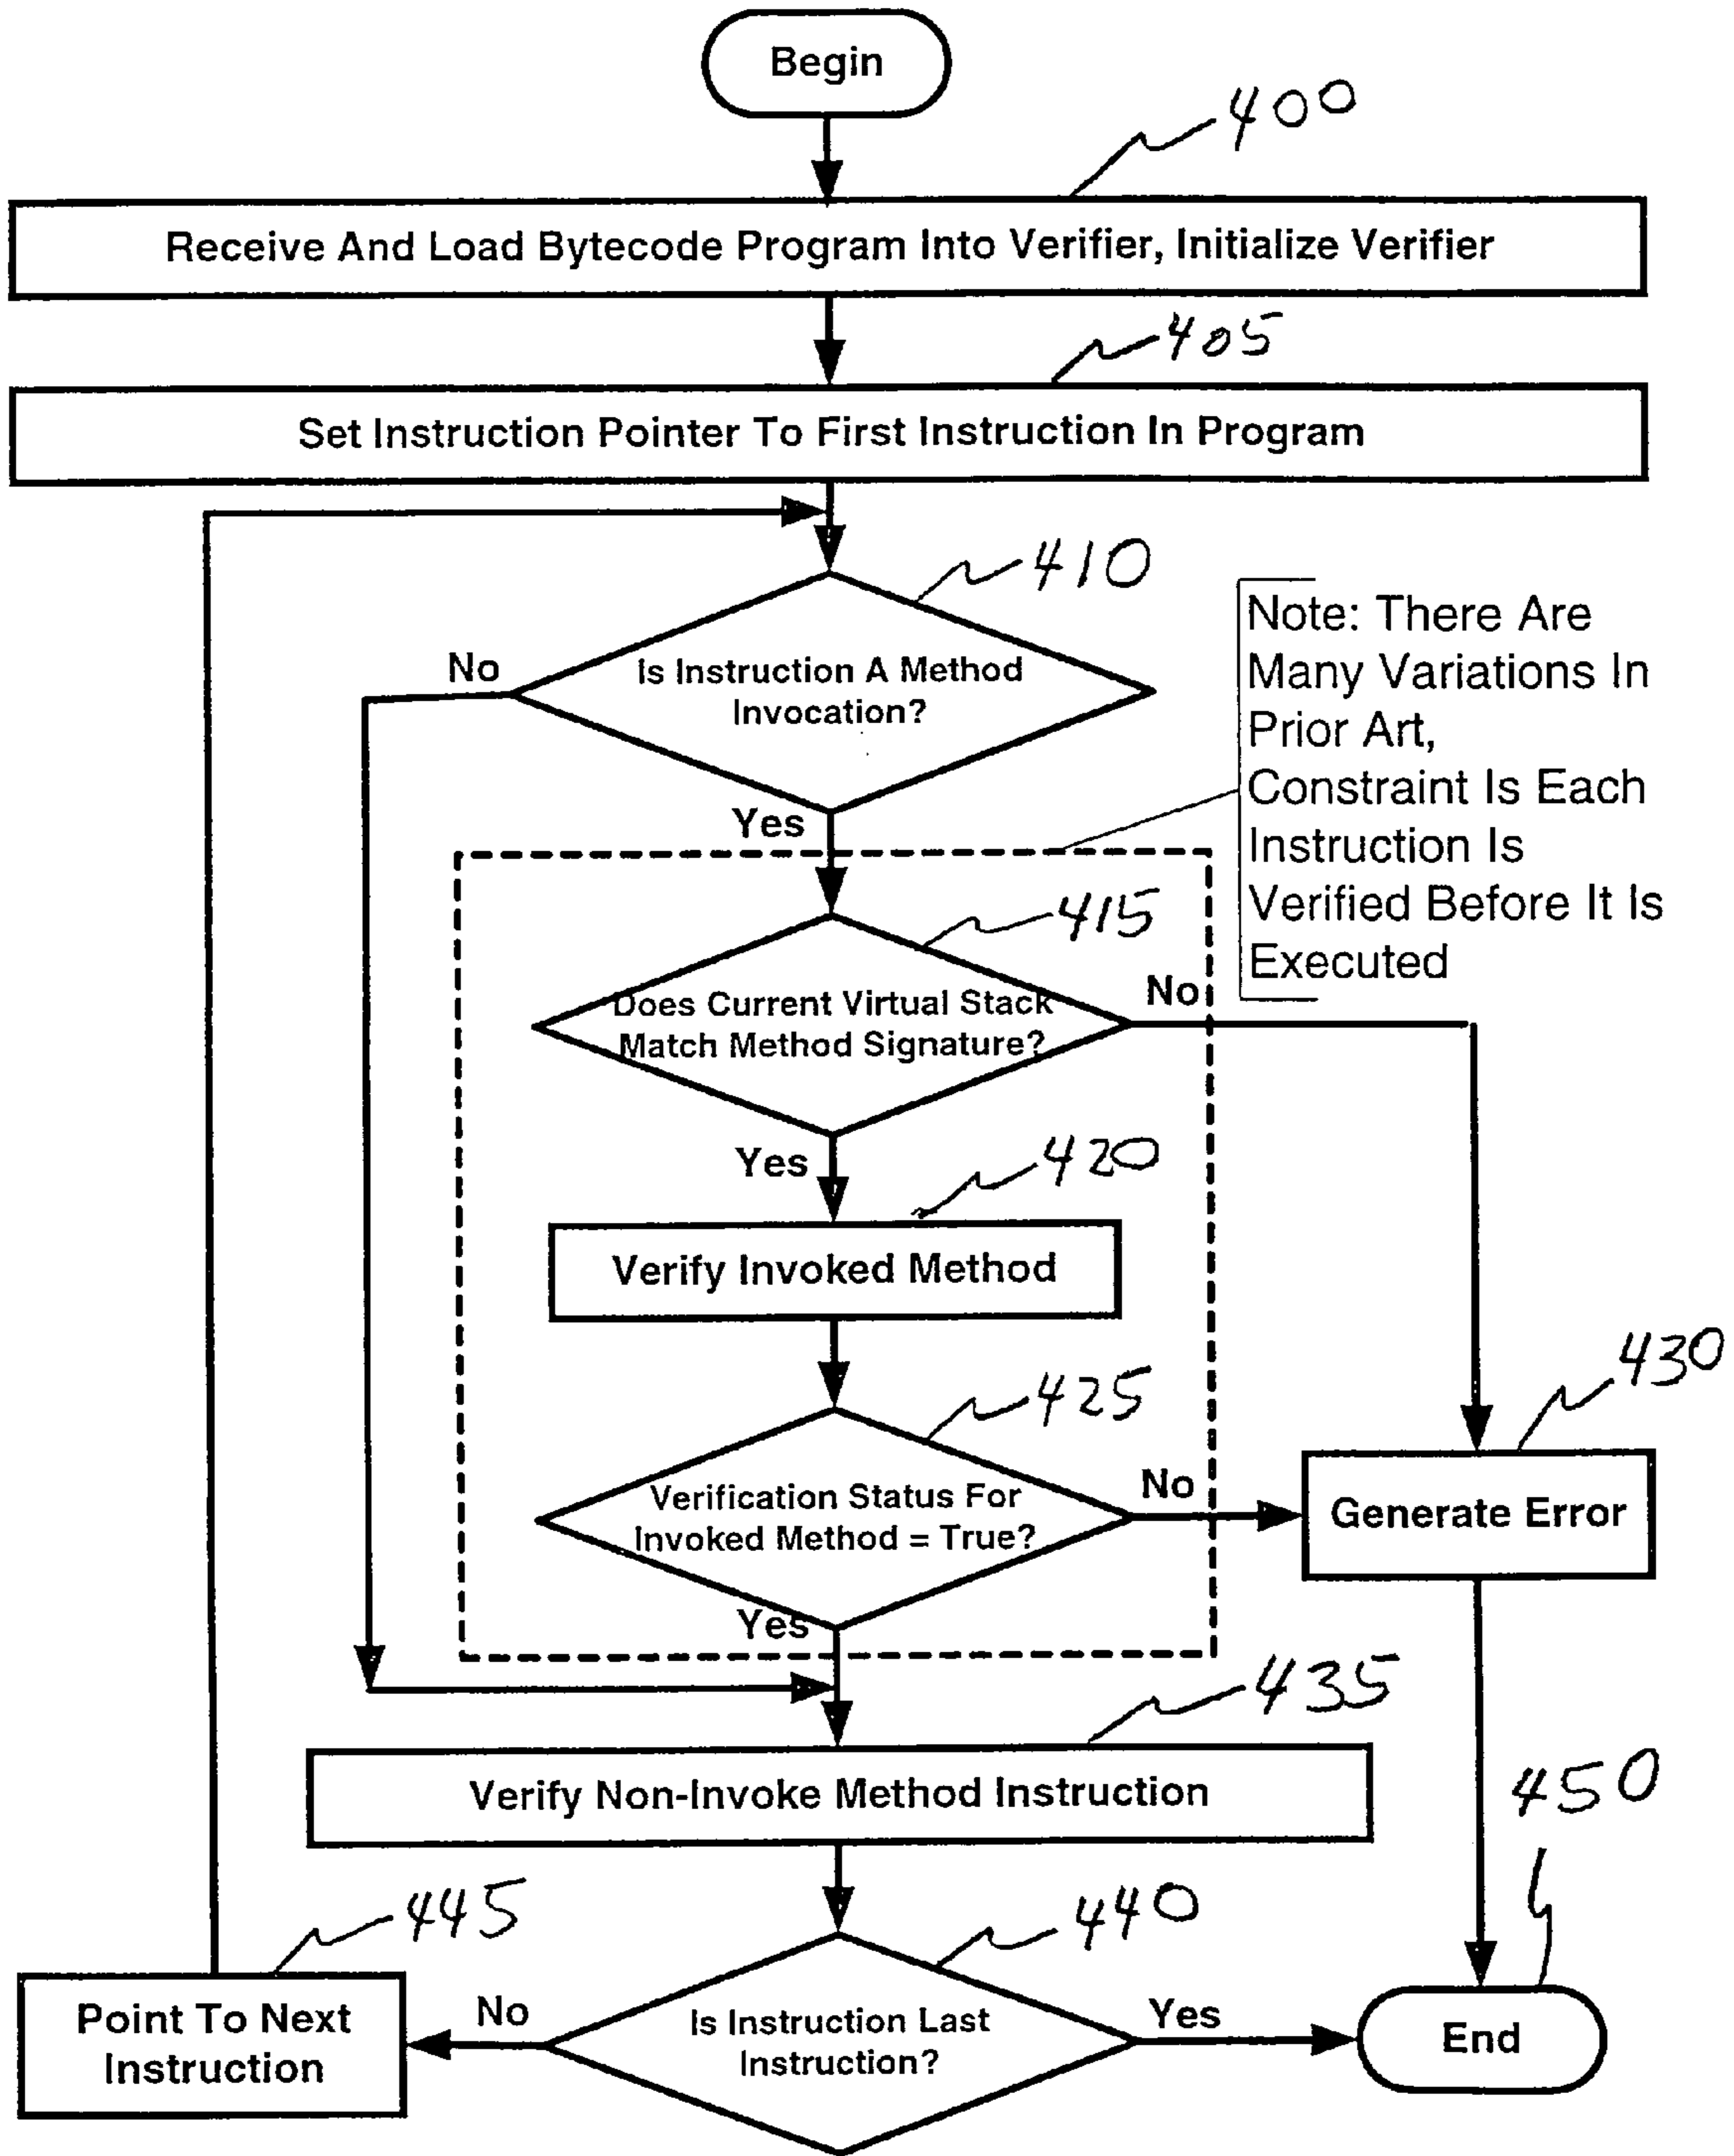 Begin
400
Receive And Load Bytecode Program Into Verifier, Initialize Verifier
405
Set Instruction Pointer To First Instruction In Program
410
Is Instruction A Method
Invocation?
No
Yes
Note: There Are
Many Variations In
Prior Art,
Constraint Is Each
Instruction Is
Verified Before It Is
Executed
415
Does Current Virtual Stack
Match Method Signature?
No
Yes
420
Verify Invoked Method
425
Verification Status For
Invoked Method = True?
No
Yes
430
Generate Error
435
Verify Non-Invoke Method Instruction
440
Is Instruction Last
Instruction?
No
Yes
445
Point To Next
Instruction
450
End